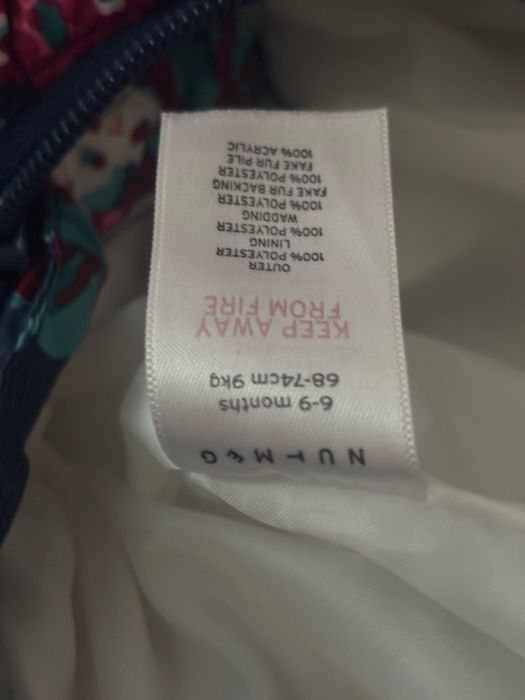 NUTMEG
6-9 months
68-74cm 9kg
KEEP AWAY
FROM FIRE
OUTER
100% POLYESTER
LINING
100% POLYESTER
WADDING
100% POLYESTER
FAKE FUR BACKING
100% POLYESTER
FAKE FUR PILE
100% ACRYLIC